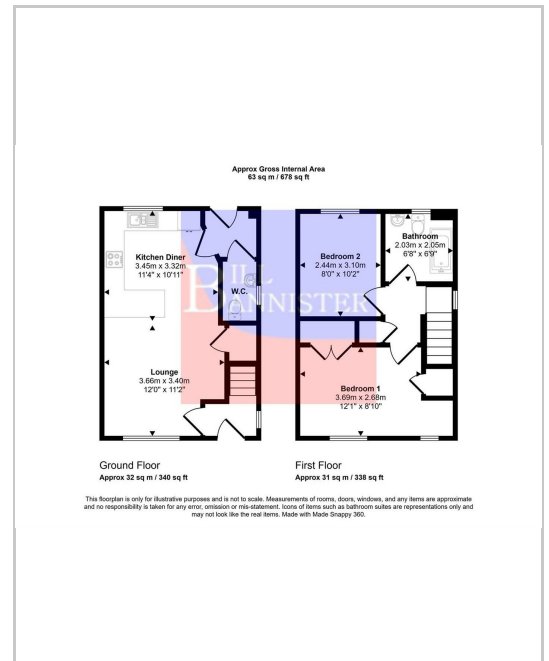 Approx Gross Internal Area
63 sq m / 678 sq ft
Kitchen Diner
3.45m x 3.32m
11'4" x 10'11"
W.C.
Lounge
3.66m x 3.40m
12'0" x 11'2"
Bedroom 2
2.44m x 3.10m
8'0" x 10'2"
Bathroom
2.03m x 2.05m
6'8" x 6'9"
Bedroom 1
3.69m x 2.68m
12'1" x 8'10"
BILL
BANNISTER
Ground Floor
Approx 32 sq m / 340 sq ft
First Floor
Approx 31 sq m / 338 sq ft
This floorplan is only for illustrative purposes and is not to scale. Measurements of rooms, doors, windows, and any items are approximate
and no responsibility is taken for any error, omission or mis-statement. Icons of items such as bathroom suites are representations only and
may not look like the real items. Made with Made Snappy 360.